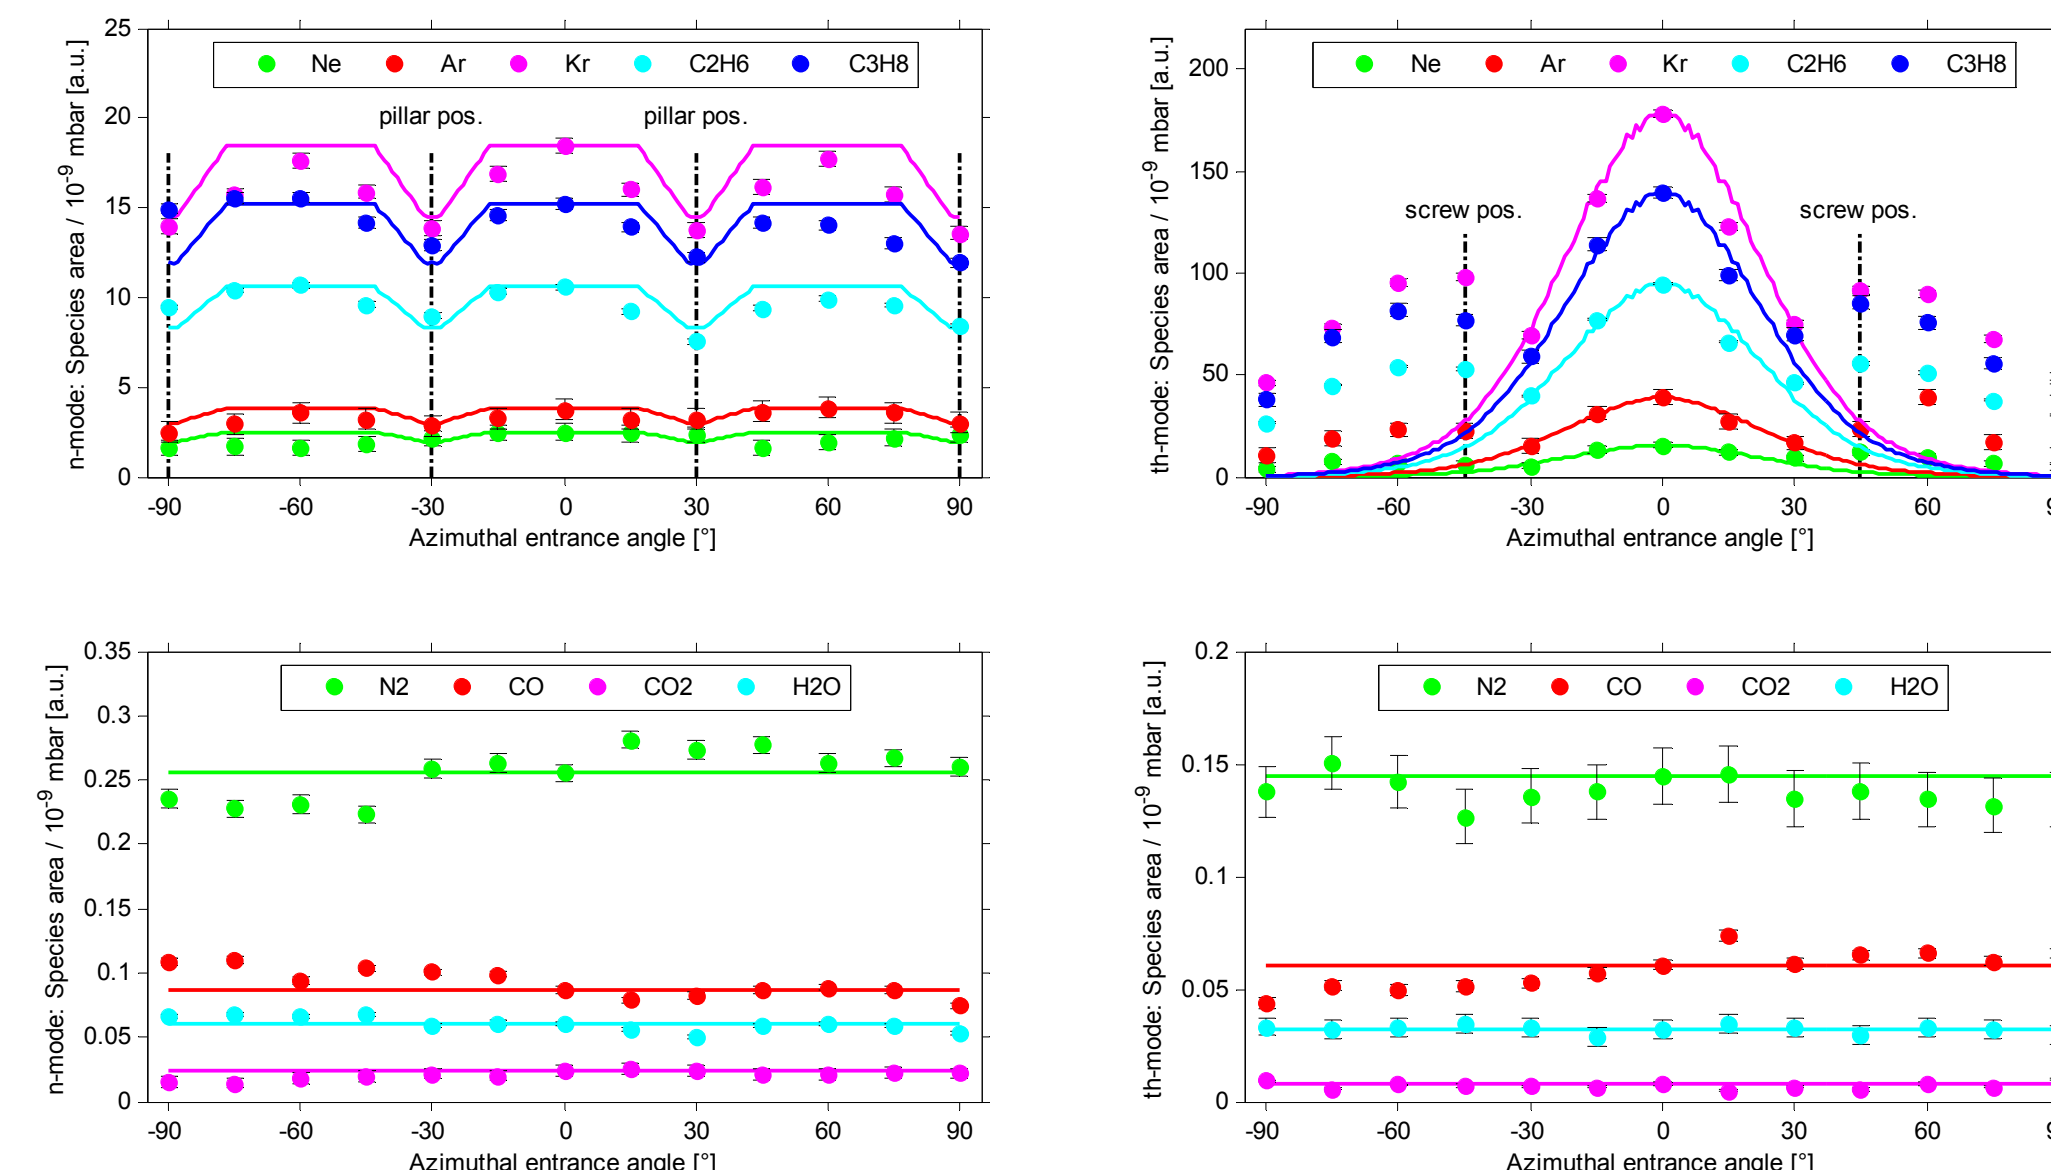 n-mode: Species area / 10-9 mbar [a.u.]
25
20
15
10
5
0
Ne Ar Kr C2H6 C3H8
pillar pos. pillar pos.
-90 -60 -30 0 30 60 90
Azimuthal entrance angle [°]
th-mode: Species area / 10-9 mbar [a.u.]
200
150
100
50
0
Ne Ar Kr C2H6 C3H8
screw pos. screw pos.
-90 -60 -30 0 30 60 9
Azimuthal entrance angle [°]
n-mode: Species area / 10-9 mbar [a.u.]
0.35
0.3
0.25
0.2
0.15
0.1
0.05
0
N2 CO CO2 H2O
-90 -60 -30 0 30 60 90
Azimuthal entrance angle [°]
th-mode: Species area / 10-9 mbar [a.u.]
0.2
0.15
0.1
0.05
0
N2 CO CO2 H2O
-90 -60 -30 0 30 60 9
Azimuthal entrance angle [°]